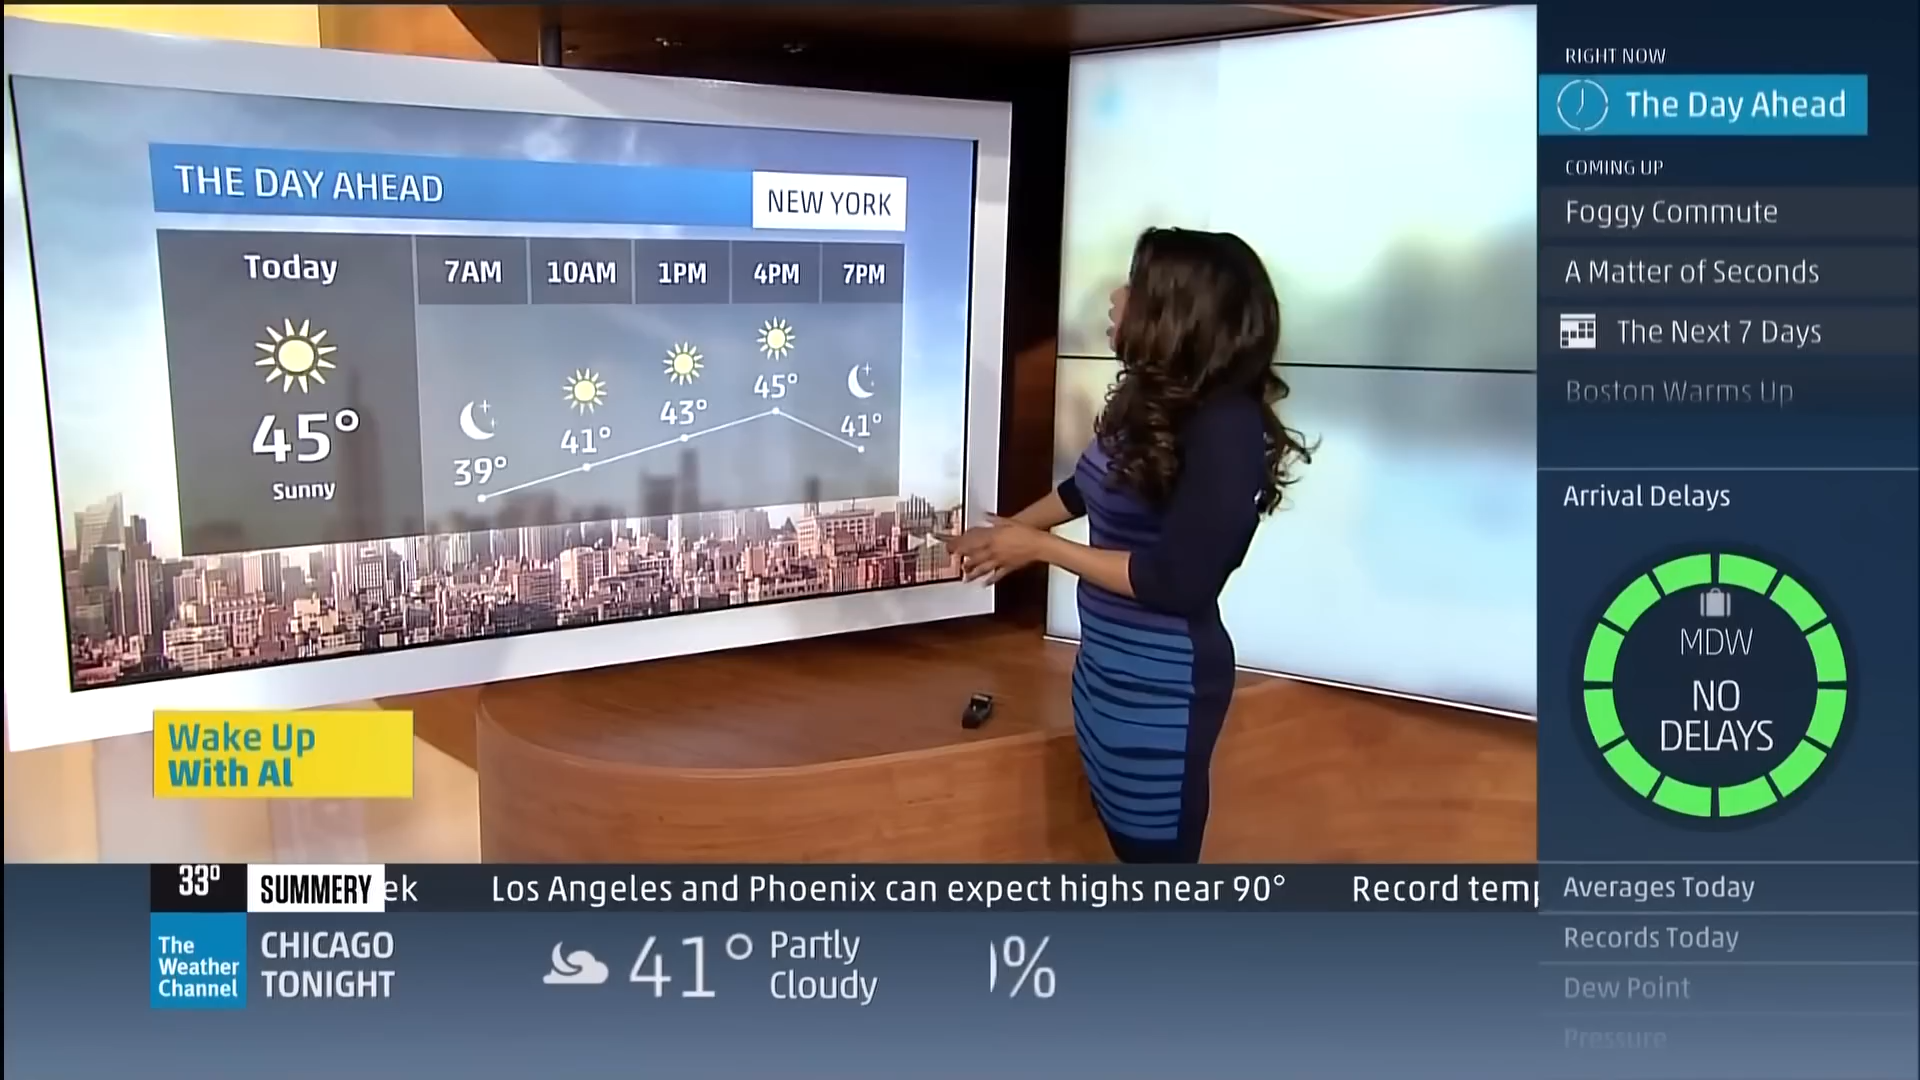 THE DAY AHEAD
NEW YORK
Today
7AM
10AM
1PM
4PM
7PM
45°
Sunny
39°
41°
43°
45°
41°
Wake Up
With Al
RIGHT NOW
The Day Ahead
COMING UP
Foggy Commute
A Matter of Seconds
The Next 7 Days
Boston Warms Up
Arrival Delays
MDW
NO
DELAYS
Averages Today
Records Today
Dew Point
Pressure
33°
SUMMERY
Los Angeles and Phoenix can expect highs near 90°
Record
The
Weather
Channel
CHICAGO
TONIGHT
41°
Partly
Cloudy
%